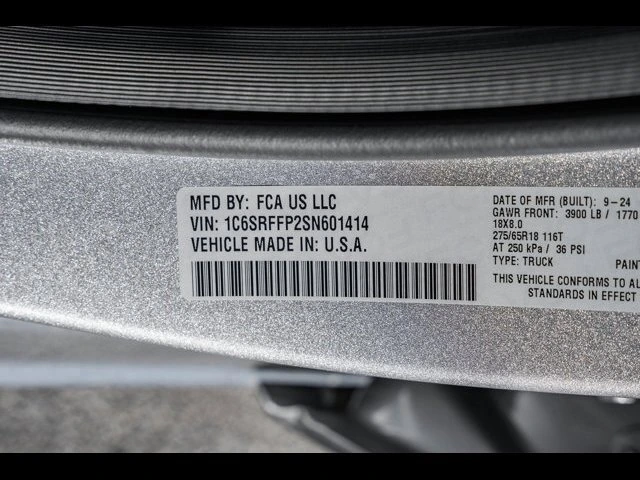 MFD BY: FCA US LLC
VIN: 1C6SRFFP2SN601414
VEHICLE MADE IN: U.S.A.
DATE OF MFR (BUILT): 9-24
GAWR FRONT: 3900 LB / 1770
18X8.0
275/65R18 116T
AT 250 kPa / 36 PSI
TYPE: TRUCK PAIN
THIS VEHICLE CONFORMS TO AL
STANDARDS IN EFFECT